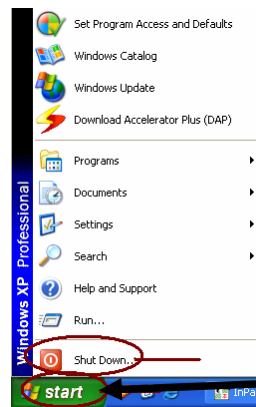 Set Program Access and Defaults
Windows Catalog
Windows Update
Download Accelerator Plus (DAP)
Programs
Documents
Settings
Search
Help and Support
Run...
Shut Down...
Windows XP Professional
start
InPa